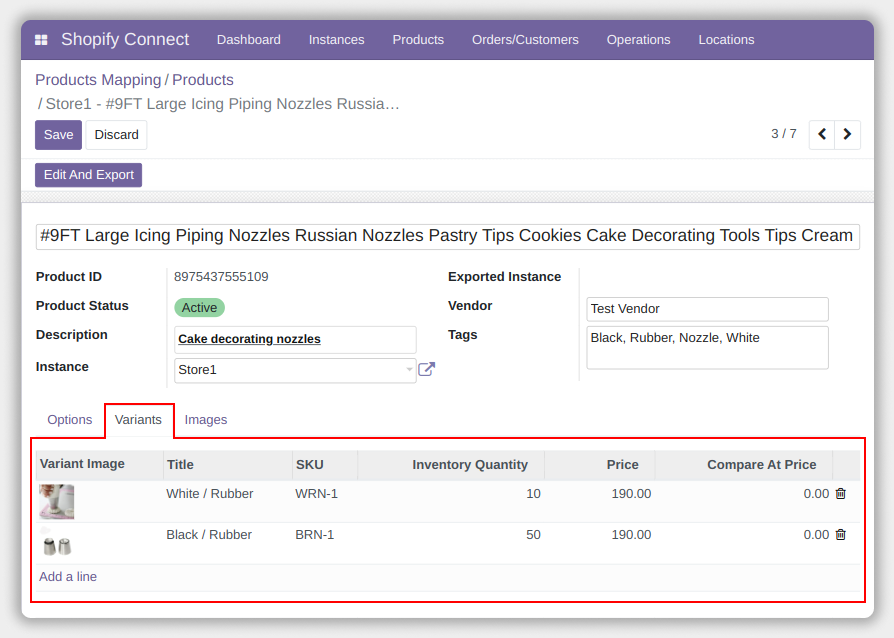 Shopify Connect Dashboard Instances Products Orders/Customers Operations Locations
Products Mapping / Products
/ Store1 - #9FT Large Icing Piping Nozzles Russia…
Save Discard 3 / 7
Edit And Export
#9FT Large Icing Piping Nozzles Russian Nozzles Pastry Tips Cookies Cake Decorating Tools Tips Cream
Product ID 8975437555109 Exported Instance
Product Status Active Vendor Test Vendor
Description Cake decorating nozzles Tags Black, Rubber, Nozzle, White
Instance Store1
Options Variants Images
Variant Image Title SKU Inventory Quantity Price Compare At Price
White / Rubber WRN-1 10 190.00 0.00
Black / Rubber BRN-1 50 190.00 0.00
Add a line